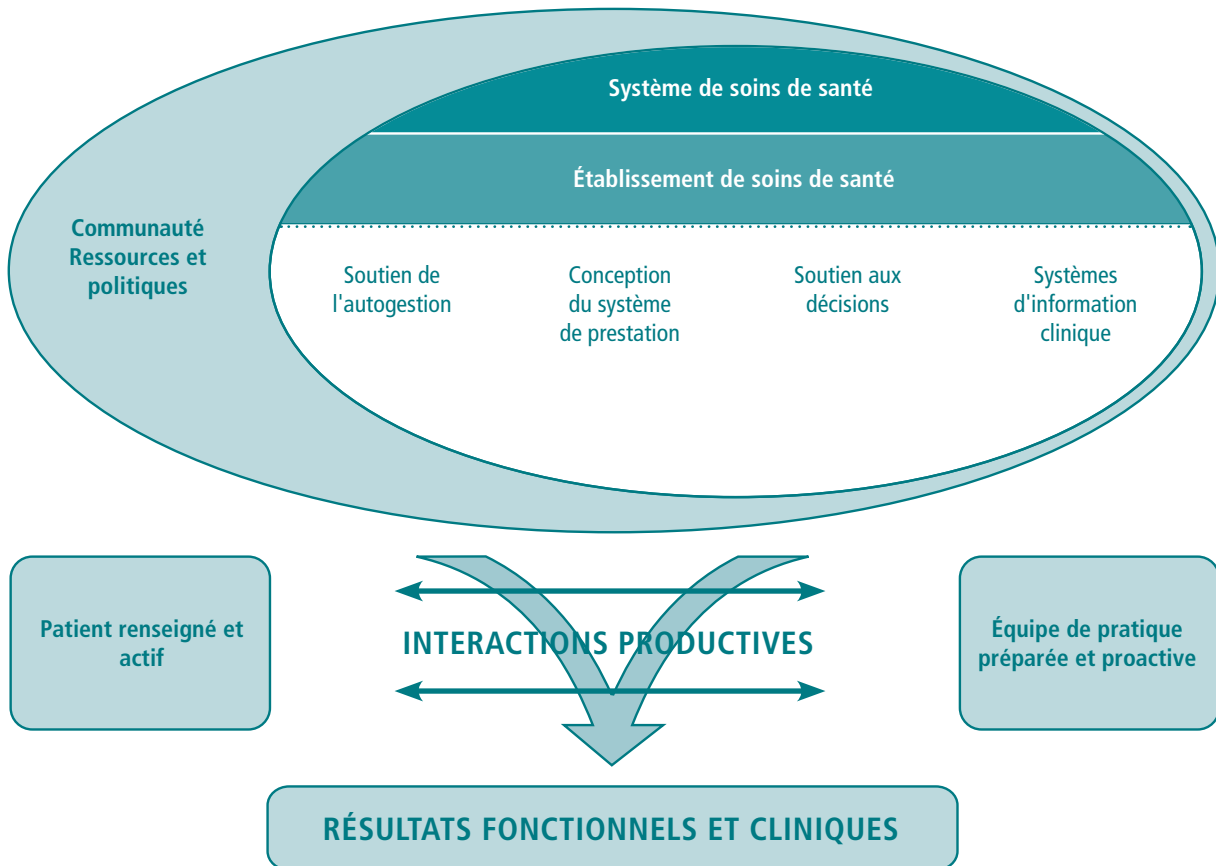 Système de soins de santé
Établissement de soins de santé
Communauté
Ressources et
politiques
Soutien de
l'autogestion
Conception
du système
de prestation
Soutien aux
décisions
Systèmes
d'information
clinique
Patient renseigné et
actif
INTERACTIONS PRODUCTIVES
Équipe de pratique
préparée et proactive
RÉSULTATS FONCTIONNELS ET CLINIQUES